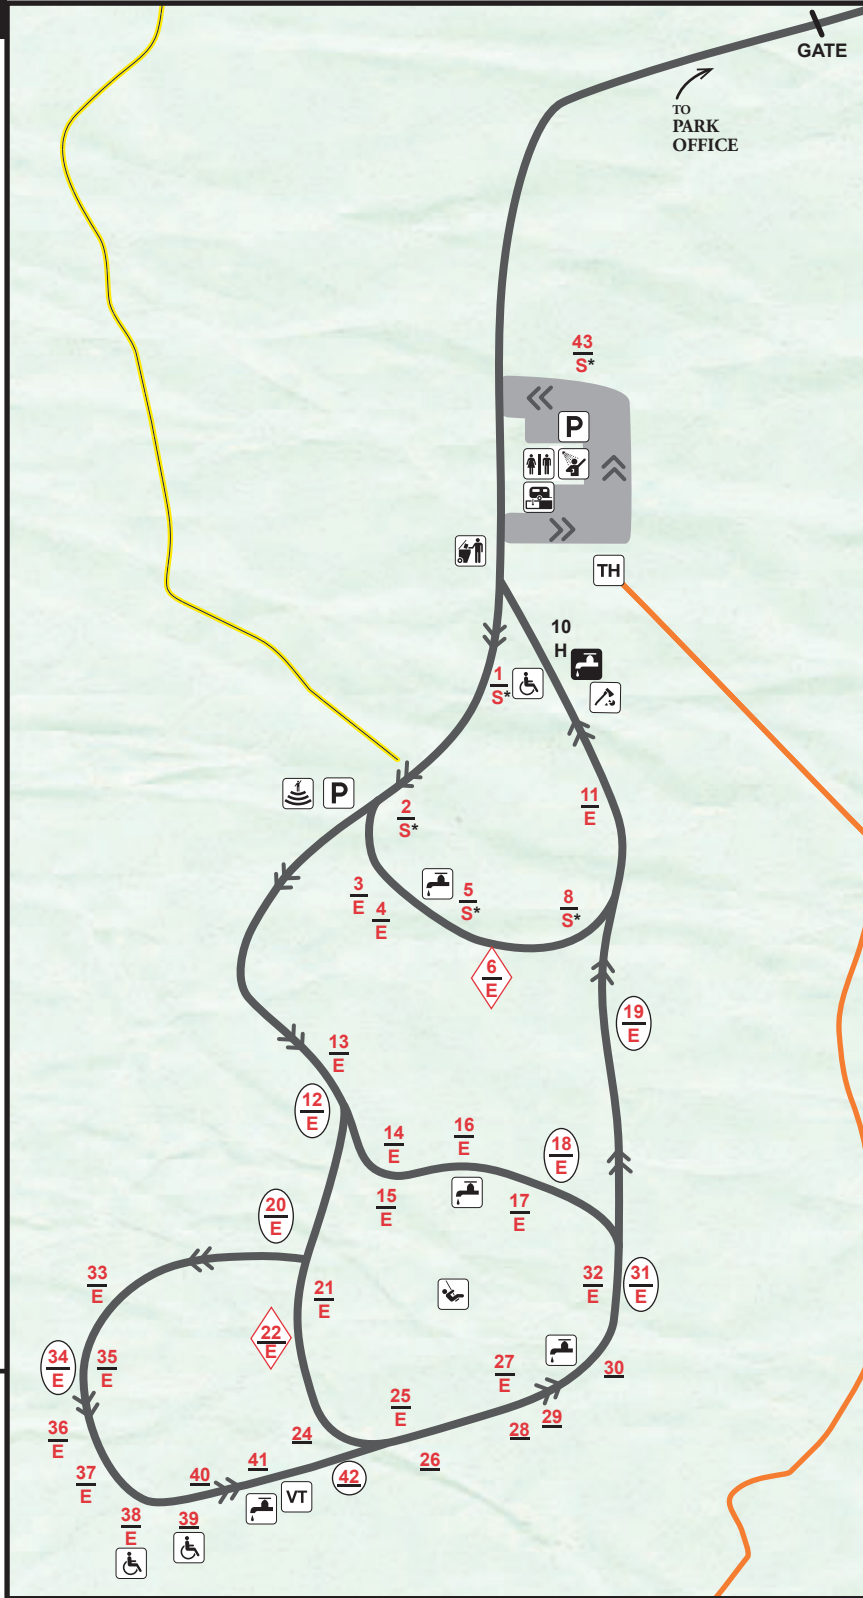 GATE
TO
PARK
OFFICE
43
S*
P
TH
10
H
1
S*
P
2
S*
11
E
3
E
4
E
5
S*
8
S*
6
E
19
E
13
E
12
E
14
E
16
E
18
E
15
E
17
E
20
E
33
E
21
E
32
E
31
E
22
E
34
E
35
E
27
E
30
25
E
36
E
24
28
29
37
E
40
41
42
26
VT
38
E
39